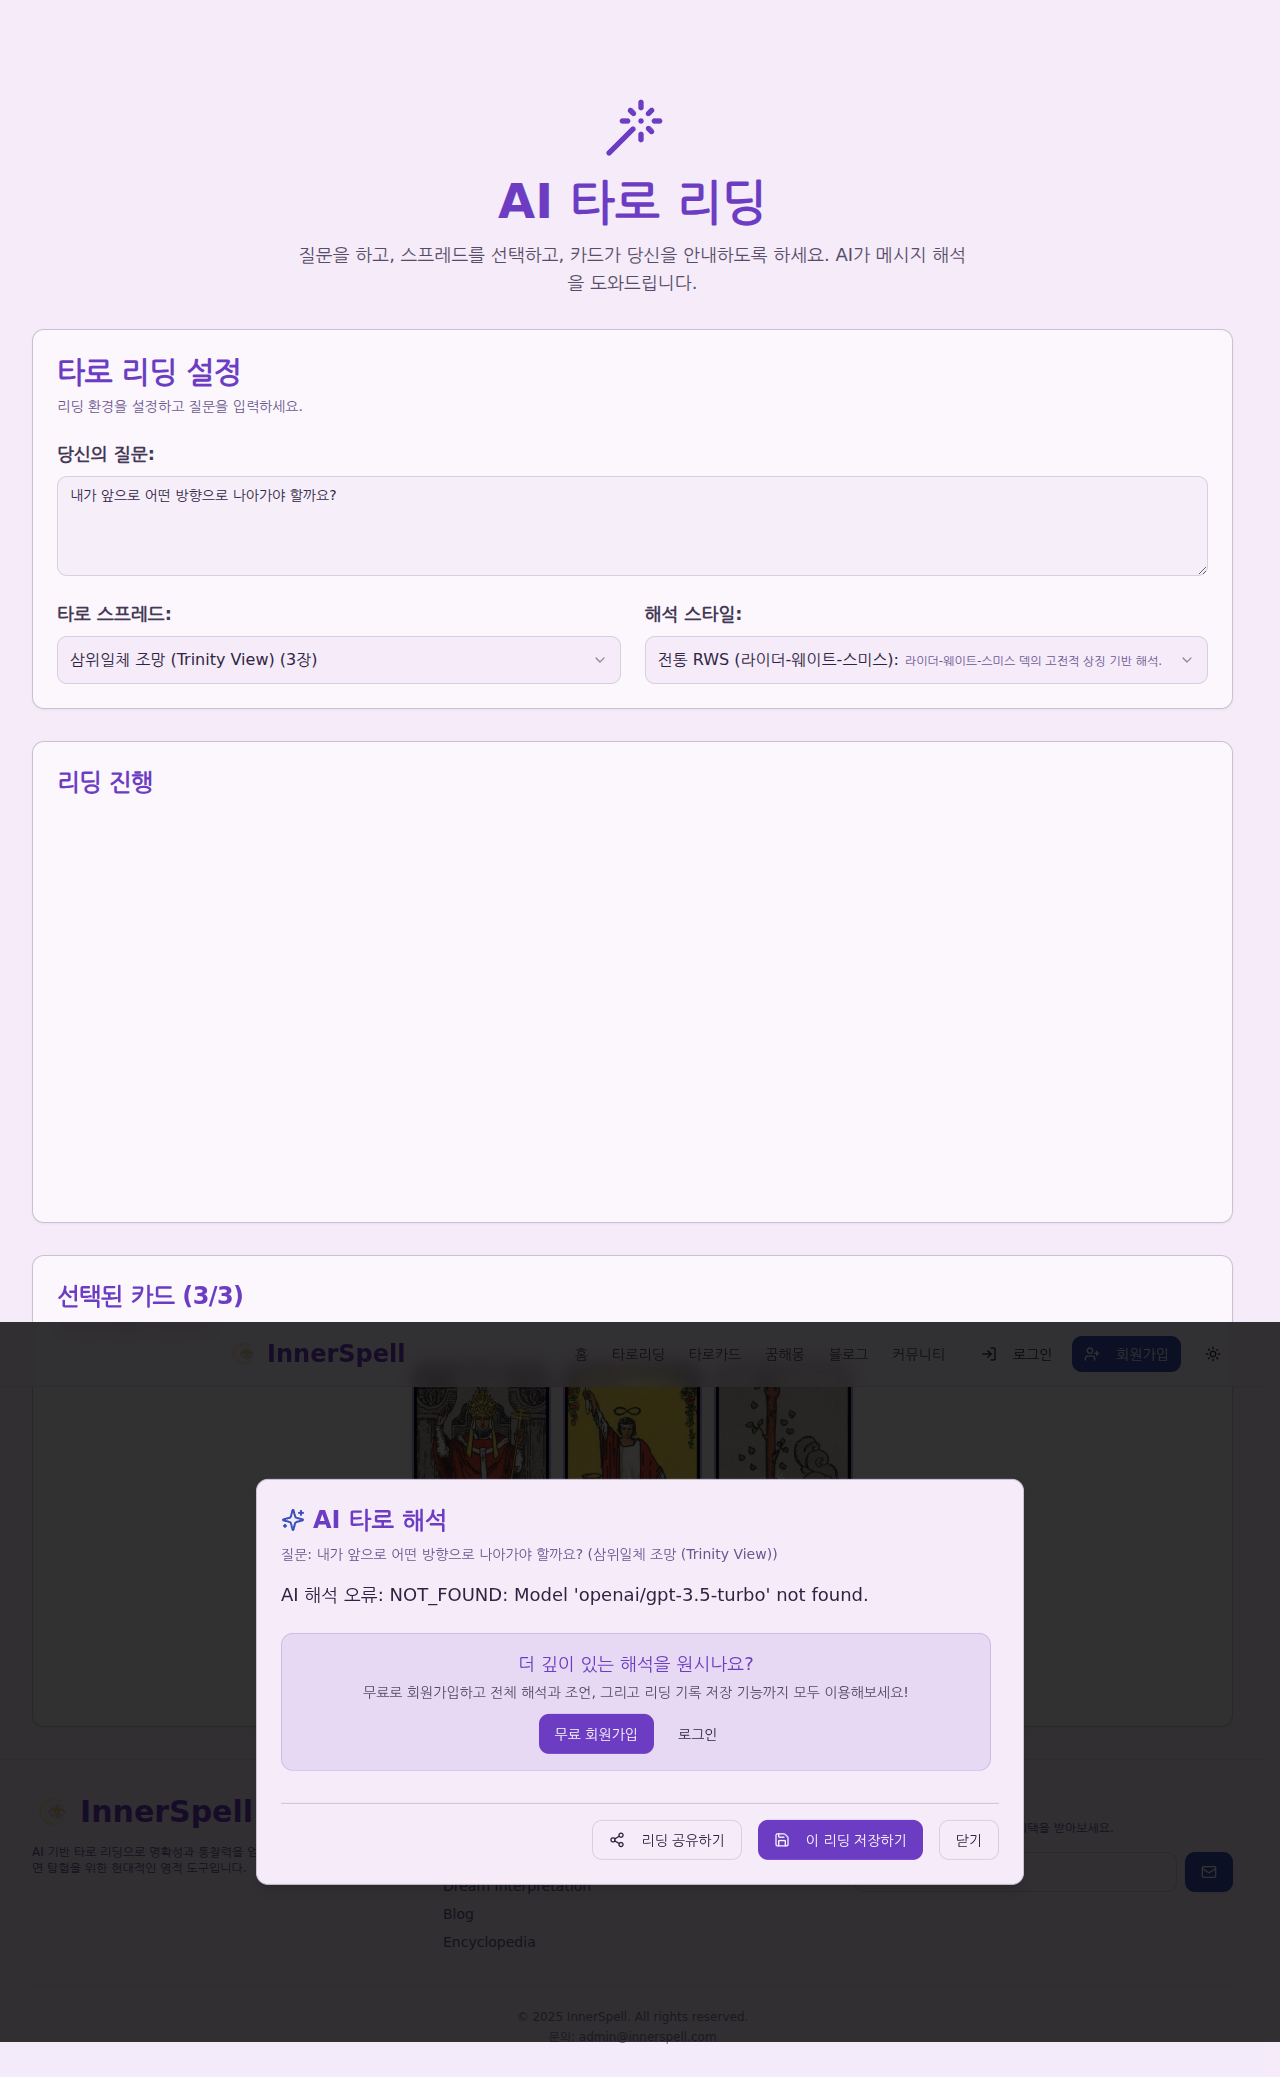 AI 타로 리딩
질문을 하고, 스프레드를 선택하고, 카드가 당신을 안내하도록 하세요. AI가 메시지 해석
을 도와드립니다.
타로 리딩 설정
리딩 환경을 설정하고 질문을 입력하세요.
당신의 질문:
내가 앞으로 어떤 방향으로 나아가야 할까요?
타로 스프레드:
해석 스타일:
삼위일체 조망 (Trinity View) (3장)
전통 RWS (라이더-웨이트-스미스): 라이더-웨이트-스미스 덱의 고전적 상징 기반 해석.
리딩 진행
선택된 카드 (3/3)
InnerSpell
홈 타로리딩 타로카드 꿈해몽 블로그 커뮤니티 로그인 회원가입
AI 타로 해석
질문: 내가 앞으로 어떤 방향으로 나아가야 할까요? (삼위일체 조망 (Trinity View))
AI 해석 오류: NOT_FOUND: Model 'openai/gpt-3.5-turbo' not found.
더 깊이 있는 해석을 원시나요?
무료로 회원가입하고 전체 해석과 조언, 그리고 리딩 기록 저장 기능까지 모두 이용해보세요!
무료 회원가입 로그인
리딩 공유하기 이 리딩 저장하기 닫기
InnerSpell
AI 기반 타로 리딩으로 명확성과 통찰력을
면 탐험을 위한 현대적인 영적 도구입니다.
받아보세요.
Dream Interpretation
Blog
Encyclopedia
© 2025 InnerSpell. All rights reserved.
문의: admin@innerspell.com